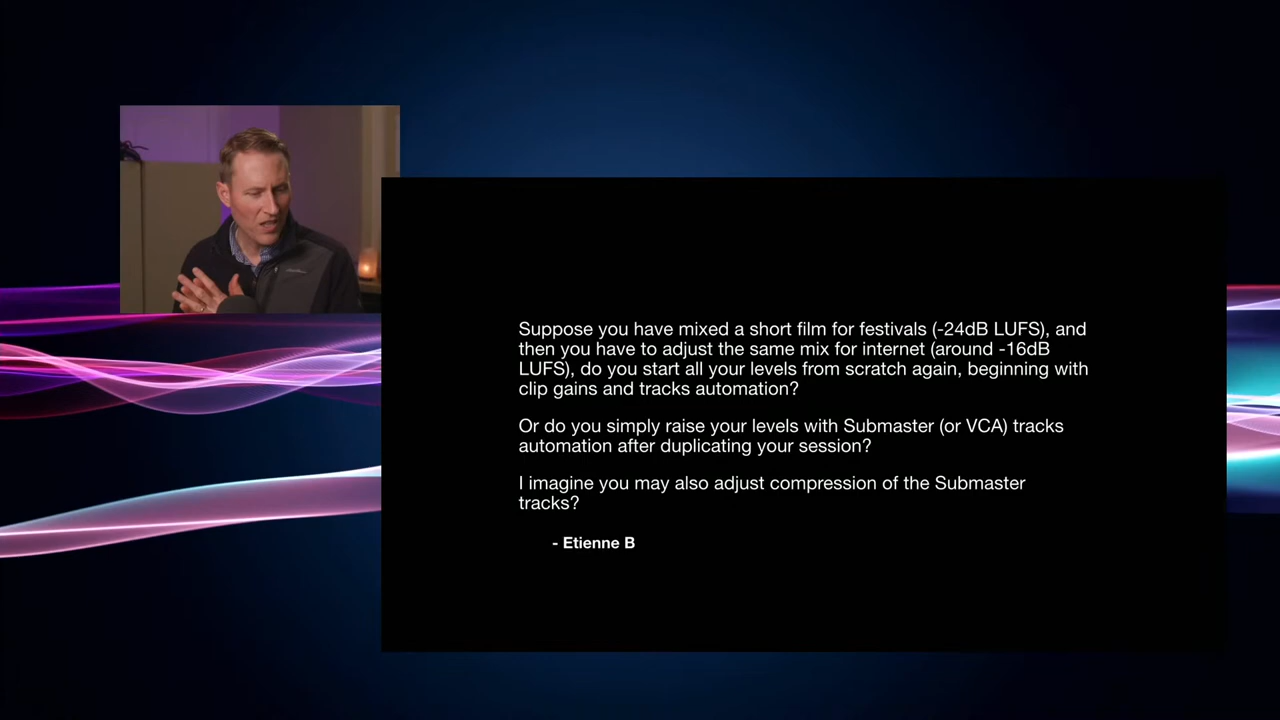 Suppose you have mixed a short film for festivals (-24dB LUFS), and
then you have to adjust the same mix for internet (around -16dB
LUFS), do you start all your levels from scratch again, beginning with
clip gains and tracks automation?
Or do you simply raise your levels with Submaster (or VCA) tracks
automation after duplicating your session?
I imagine you may also adjust compression of the Submaster
tracks?
- Etienne B